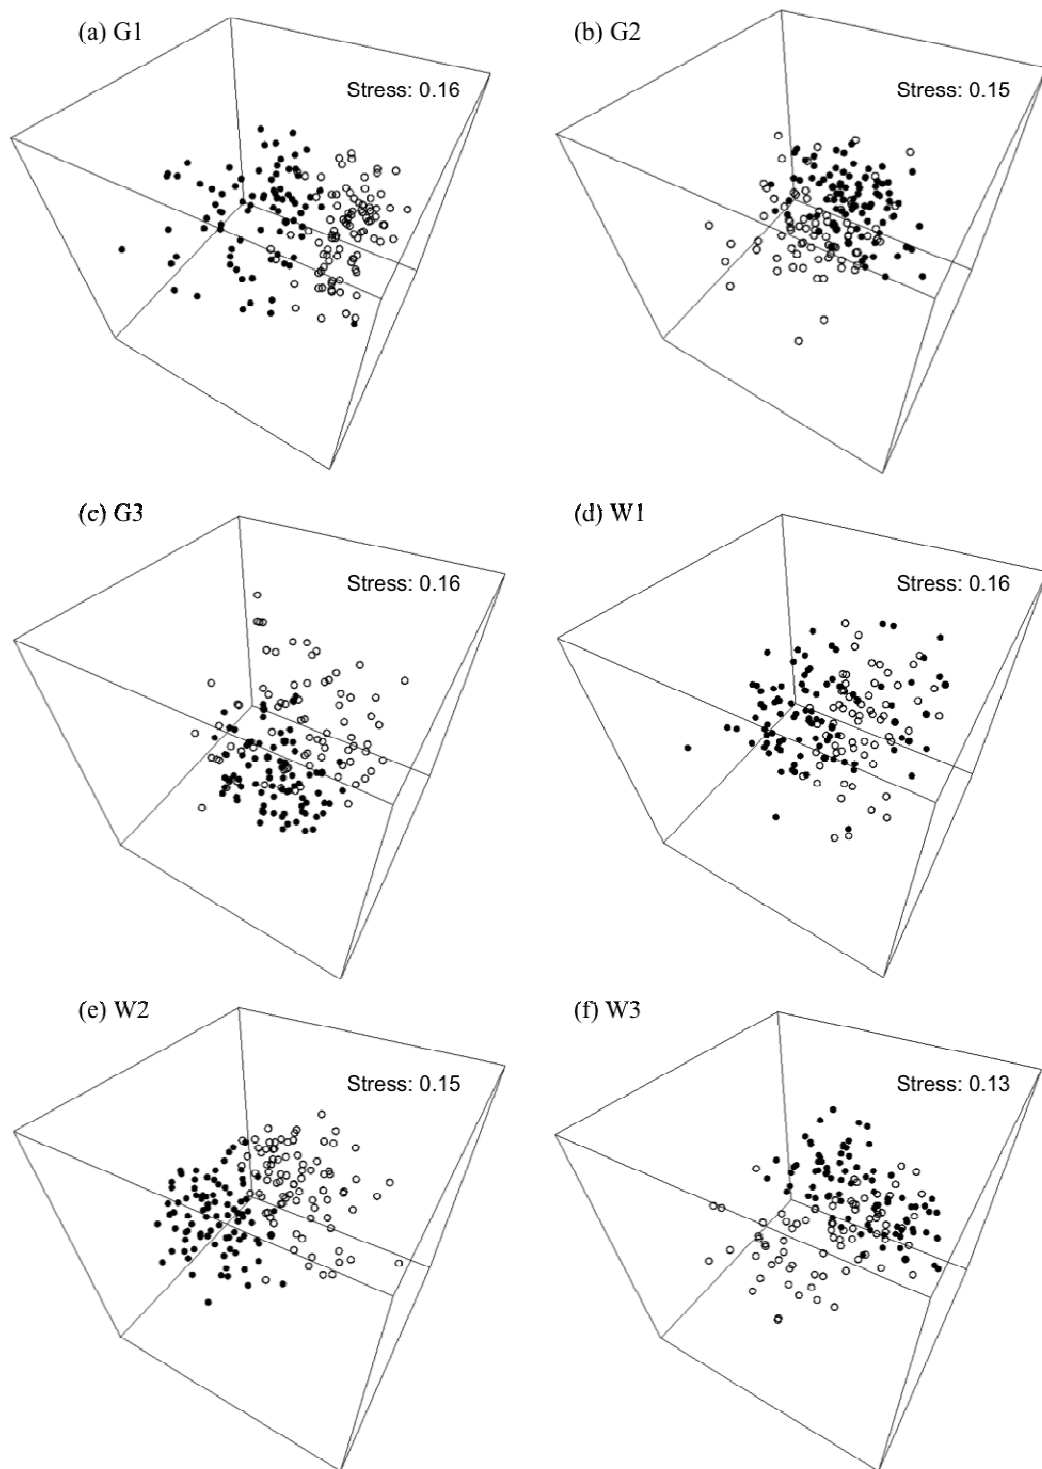 (a) G1
Stress: 0.16
(b) G2
Stress: 0.15
(c) G3
Stress: 0.16
(d) W1
Stress: 0.16
(e) W2
Stress: 0.15
(f) W3
Stress: 0.13